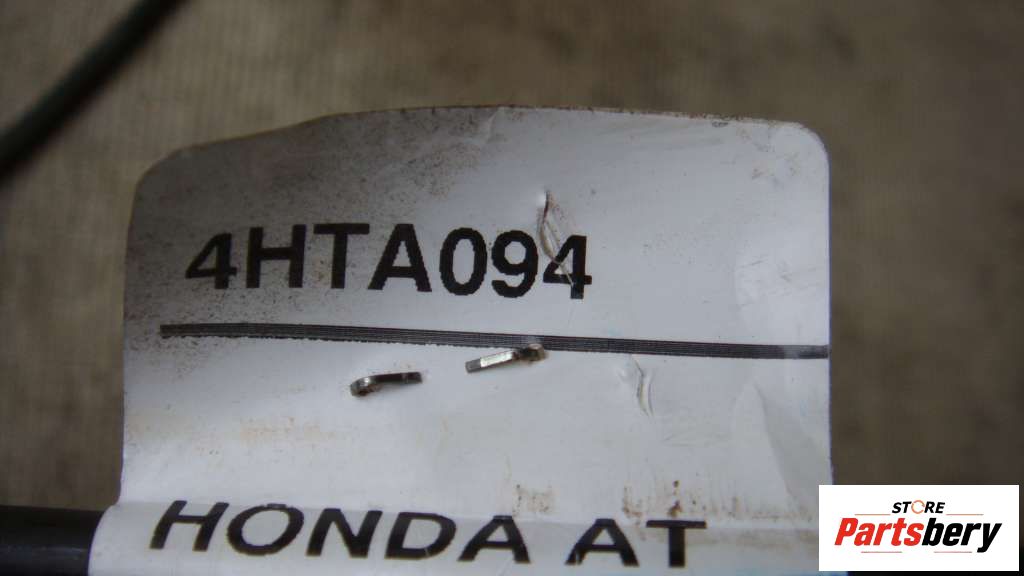 4HTA094
HONDA AT
STORE
Partsbery